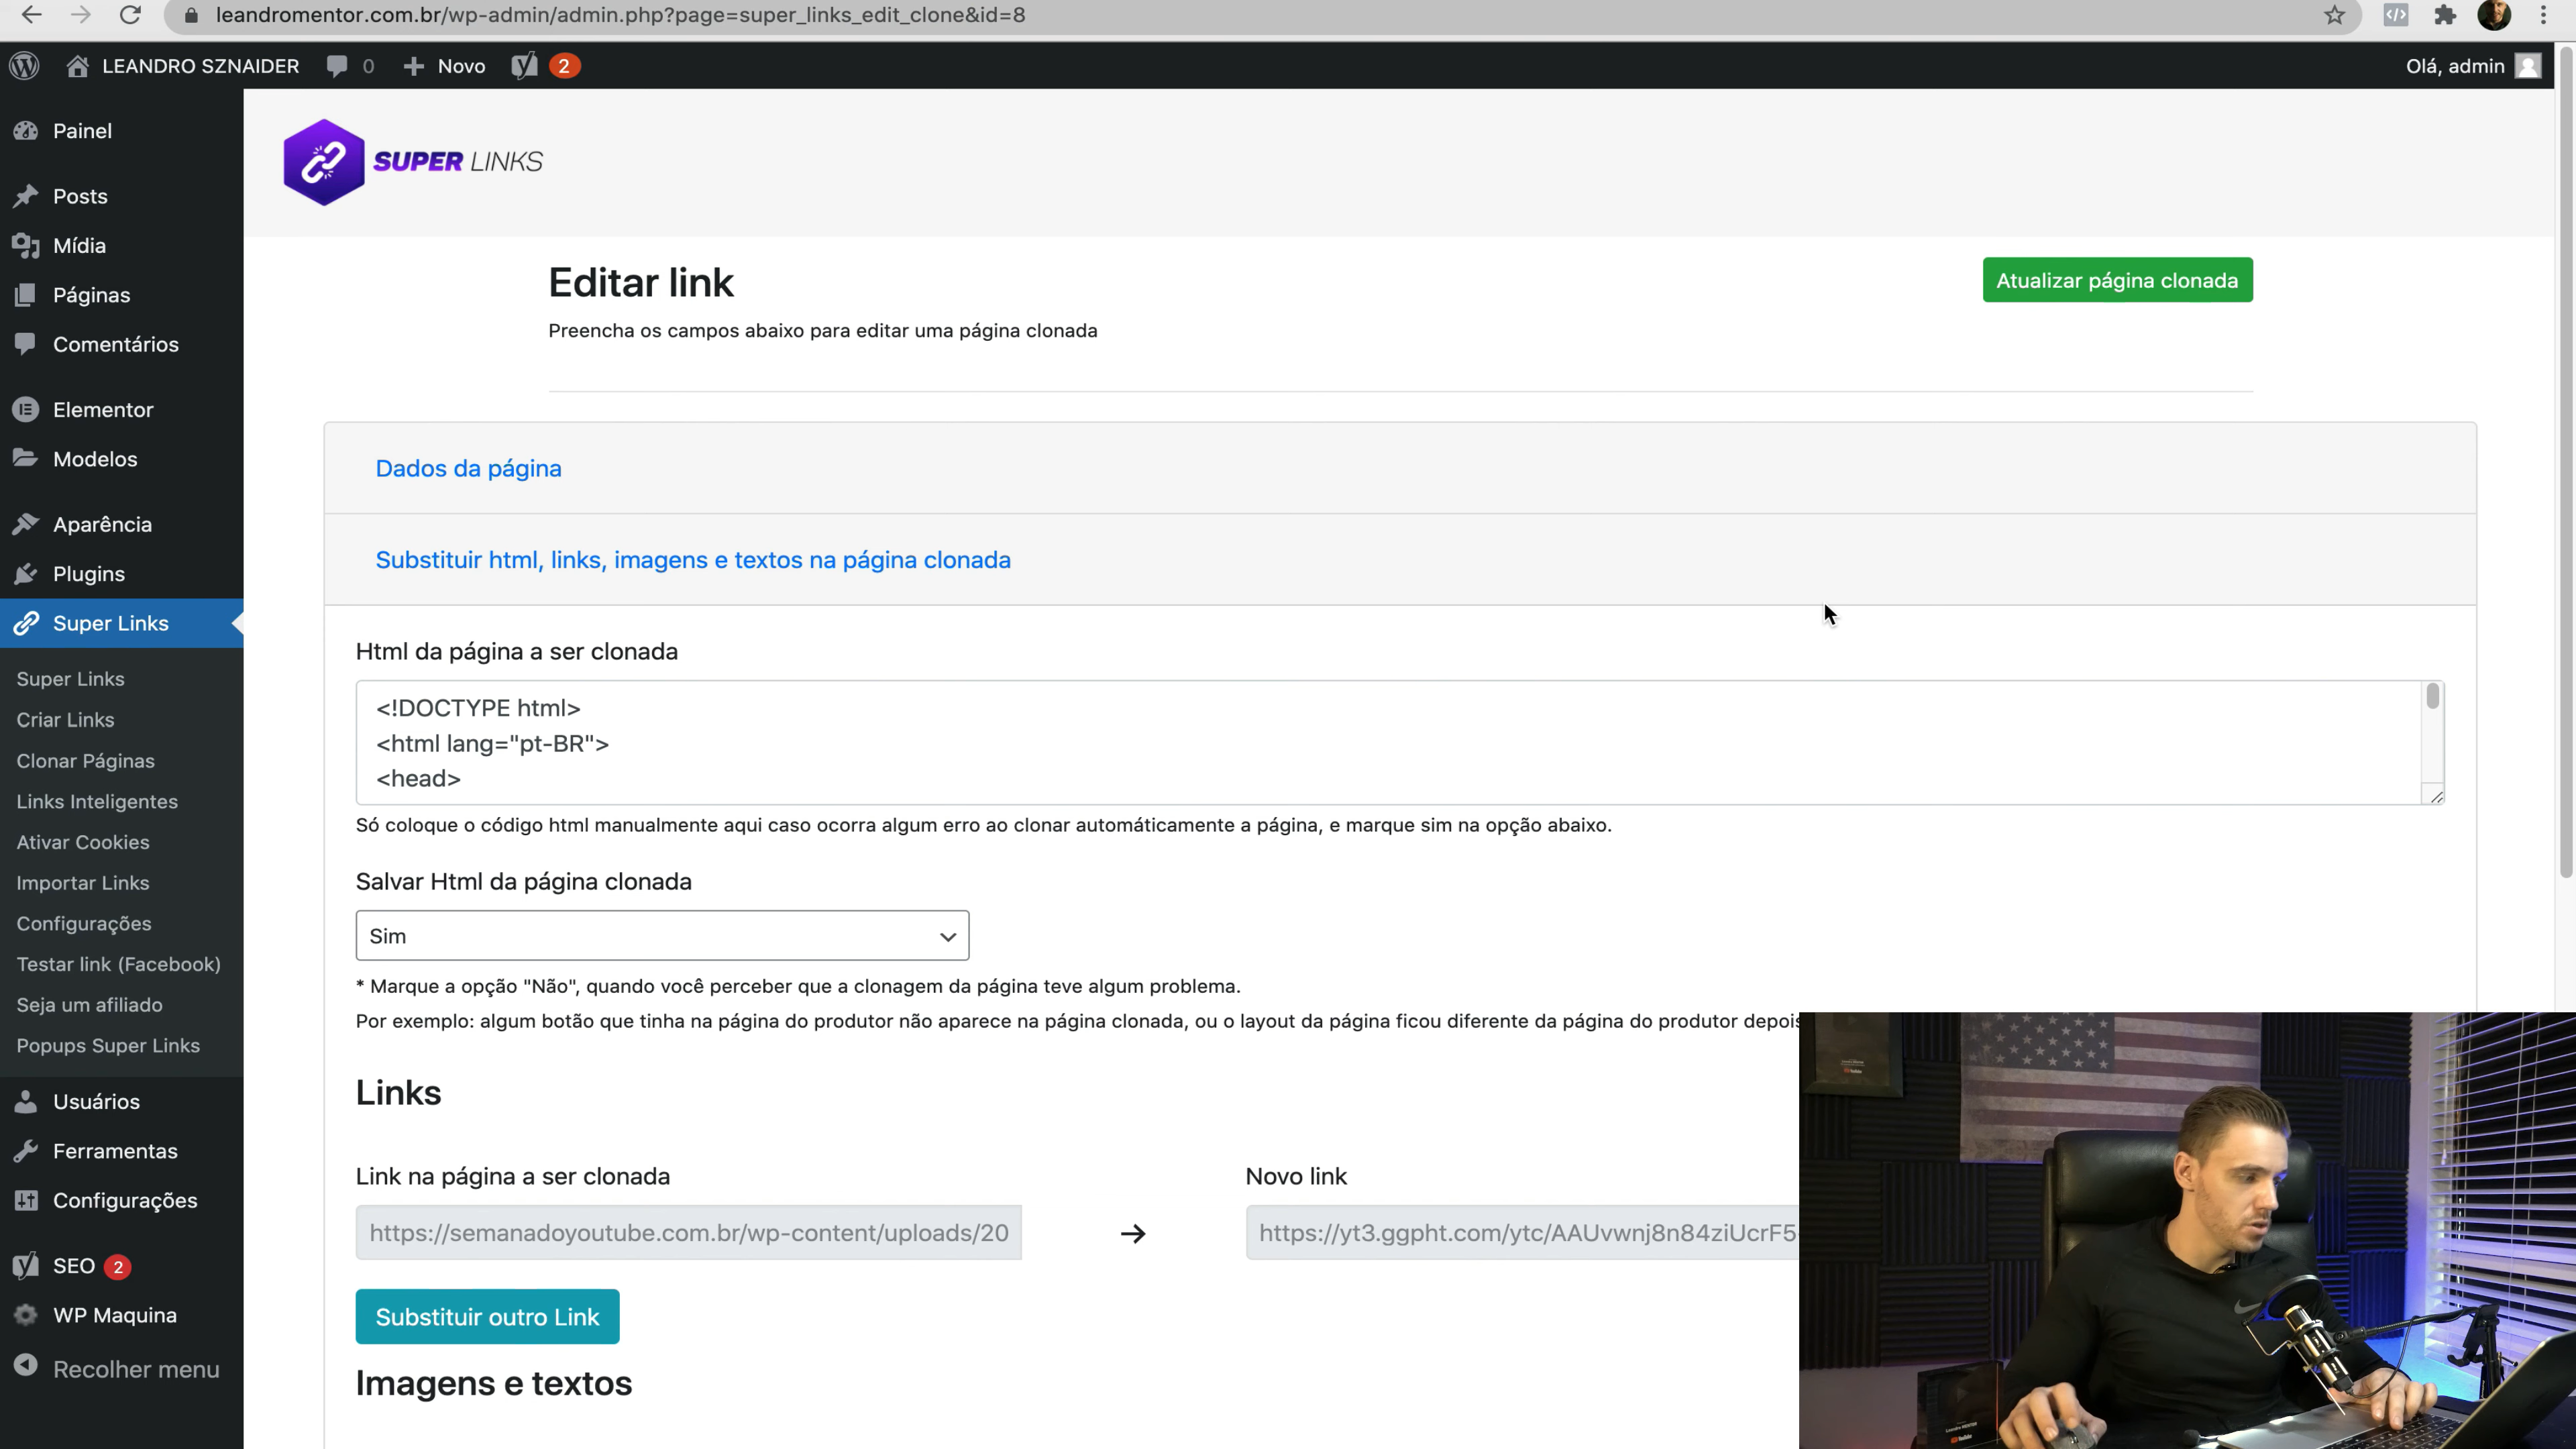 leandromentor.com.br/wp-admin/admin.php?page=super_links_edit_clone&id=8
LEANDRO SZNAIDER
0
Novo
2
Olá, admin
Painel
Posts
Mídia
Páginas
Comentários
Elementor
Modelos
Aparência
Plugins
Super Links
Super Links
Criar Links
Clonar Páginas
Links Inteligentes
Ativar Cookies
Importar Links
Configurações
Testar link (Facebook)
Seja um afiliado
Popups Super Links
Usuários
Ferramentas
Configurações
SEO 2
WP Maquina
Recolher menu
SUPER LINKS
Editar link
Atualizar página clonada
Preencha os campos abaixo para editar uma página clonada
Dados da página
Substituir html, links, imagens e textos na página clonada
Html da página a ser clonada
<!DOCTYPE html>
<html lang="pt-BR">
<head>
Só coloque o código html manualmente aqui caso ocorra algum erro ao clonar automáticamente a página, e marque sim na opção abaixo.
Salvar Html da página clonada
Sim
* Marque a opção "Não", quando você perceber que a clonagem da página teve algum problema.
Por exemplo: algum botão que tinha na página do produtor não aparece na página clonada, ou o layout da página ficou diferente da página do produtor depois
Links
Link na página a ser clonada
Novo link
https://semanadoyoutube.com.br/wp-content/uploads/20
https://yt3.ggpht.com/ytc/AAUvwnj8n84ziUcrF5
Substituir outro Link
Imagens e textos